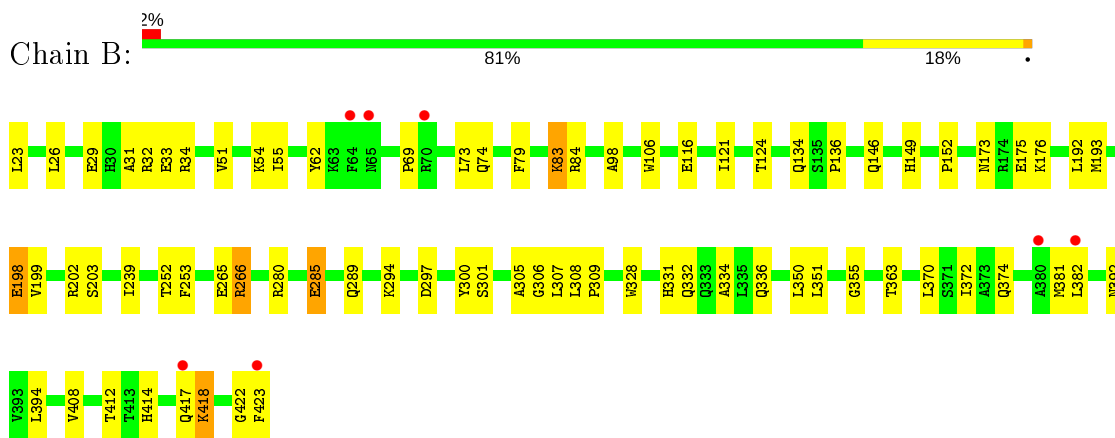 2%
Chain B:
81% 18% •
L23 L26 E29 H30 A31 R32 E33 R34 V51 K54 I55 Y62 K63 F64 N65 P69 R70 L73 Q74 F79 K83 R84 A98 W106 E116 I121 T124 Q134 S135 P136 Q146 H149 P152 N173 R174 E175 K176 L192 M193
E198 V199 R202 S203 I239 T252 F253 E265 R266 R280 E285 Q289 K294 D297 Y300 S301 A305 G306 L307 L308 P309 W328 H331 Q332 Q333 A334 L335 Q336 L350 L351 G355 T363 L370 S371 I372 A373 Q374 A380 M381 L382
V393 L394 V408 T412 T413 H414 Q417 K418 G422 F423